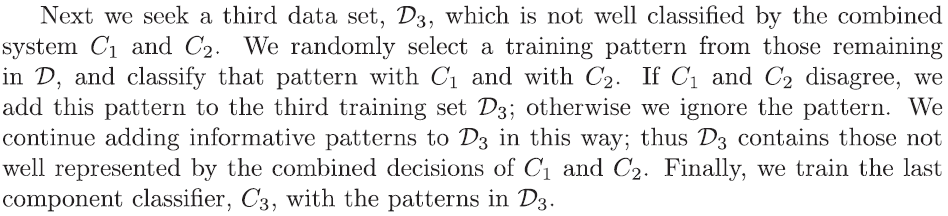 Next we seek a third data set, 𝒟₃, which is not well classified by the combined
system C₁ and C₂. We randomly select a training pattern from those remaining
in 𝒟, and classify that pattern with C₁ and with C₂. If C₁ and C₂ disagree, we
add this pattern to the third training set 𝒟₃; otherwise we ignore the pattern. We
continue adding informative patterns to 𝒟₃ in this way; thus 𝒟₃ contains those not
well represented by the combined decisions of C₁ and C₂. Finally, we train the last
component classifier, C₃, with the patterns in 𝒟₃.